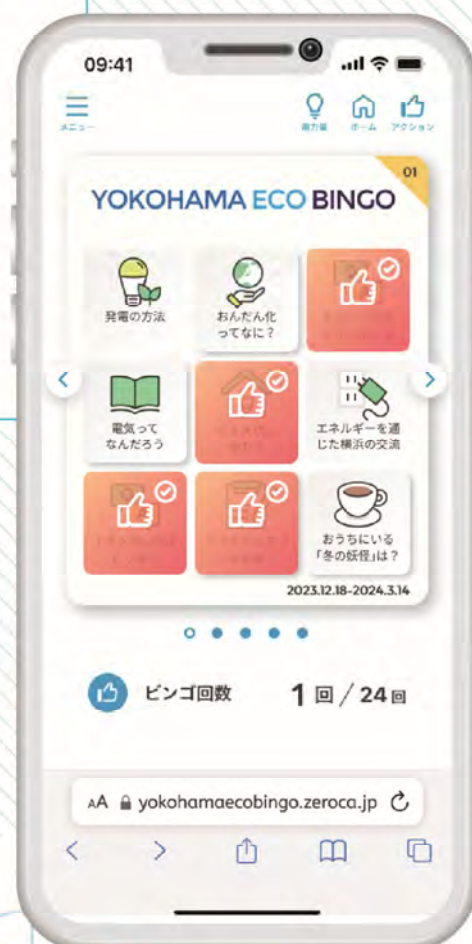 09:41
メニュー
電力量 ホーム アクション
01
YOKOHAMA ECO BINGO
発電の方法
おんだん化
ってなに？
電気って
なんだろう
エネルギーを通
じた横浜の交流
おうちにいる
「冬の妖怪」は？
2023.12.18-2024.3.14
ビンゴ回数 1回/24回
AA yokohamaecobingo.zeroca.jp